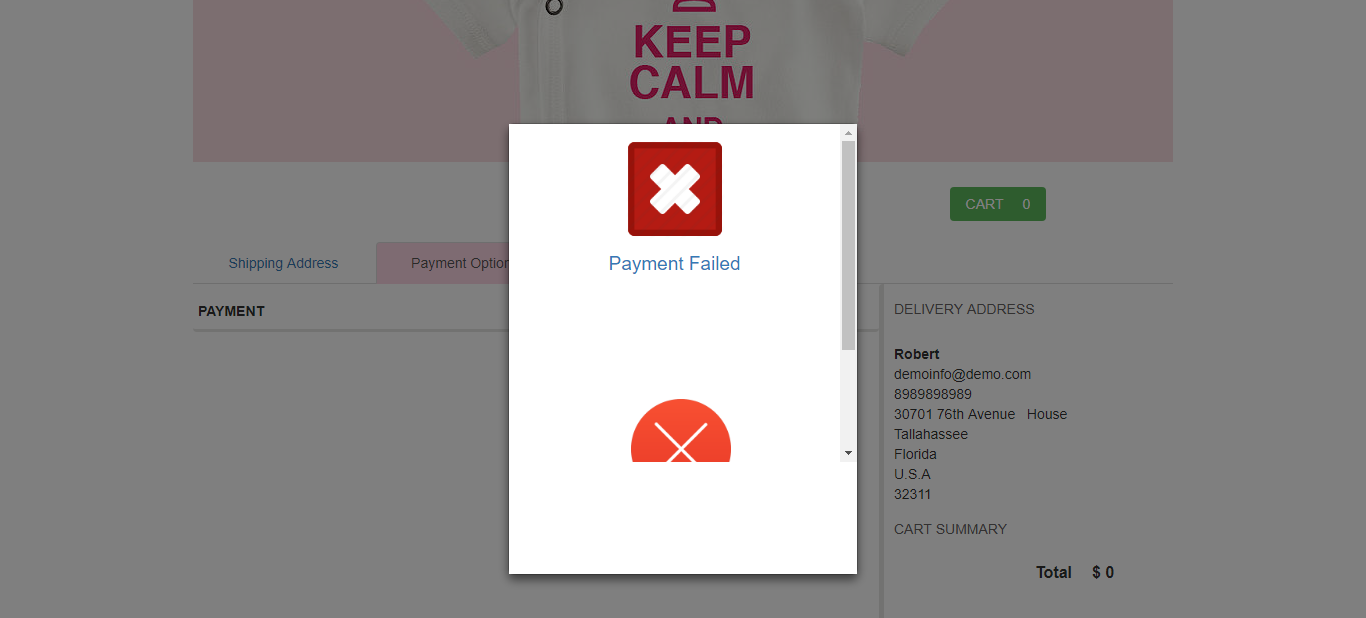 KEEP
CALM
AND
CART 0
Shipping Address
Payment Option
Payment Failed
PAYMENT
DELIVERY ADDRESS
Robert
demoinfo@demo.com
8989898989
30701 76th Avenue House
Tallahassee
Florida
U.S.A
32311
CART SUMMARY
Total $ 0